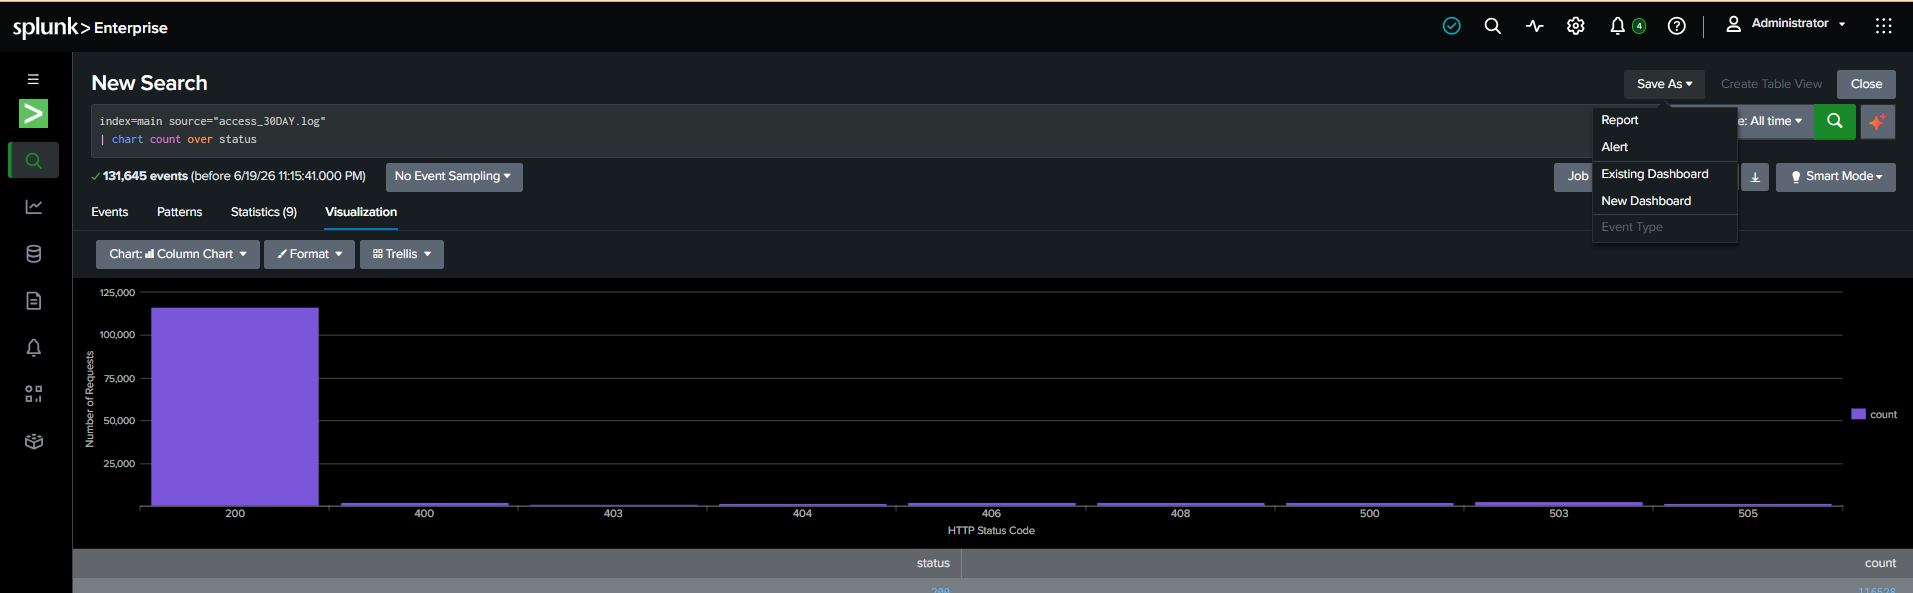 splunk> Enterprise
4
Administrator
New Search
Save As
Create Table View
Close
index=main source="access_30DAY.log"
| chart count over status
e: All time
Report
Alert
Existing Dashboard
New Dashboard
Event Type
131,645 events (before 6/19/26 11:15:41.000 PM)
No Event Sampling
Job
Smart Mode
Events
Patterns
Statistics (9)
Visualization
Chart: Column Chart
Format
Trellis
125,000
100,000
75,000
50,000
25,000
Number of Requests
count
200
400
403
404
406
408
500
503
505
HTTP Status Code
status
count
200
116528